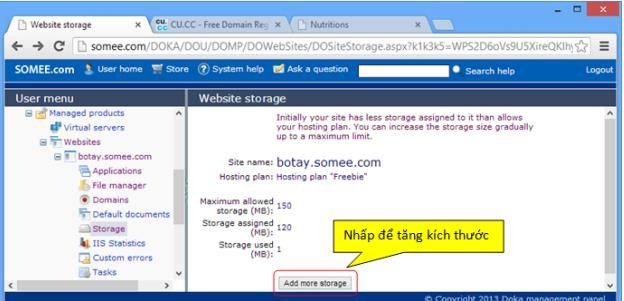 Website storage
CU.CC - Free Domain Reg
Nutritions
somee.com/DOKA/DOU/DOMP/DOWebSites/DOSiteStorage.aspx?k1k3k5=WPS2D6oVs9U5XireQKIhy
SOMEE.com User home Store System help Ask a question Search help Logout
User menu
Website storage
Managed products
Virtual servers
Websites
botay.somee.com
Applications
File manager
Domains
Default documents
Storage
IIS Statistics
Custom errors
Tasks
Initially your site has less storage assigned to it than allows
your hosting plan. You can increase the storage size gradually
up to a maximum limit.
Site name: botay.somee.com
Hosting plan: Hosting plan "Freebie"
Maximum allowed
storage (MB): 150
Storage assigned
(MB): 120
Storage used
(MB): 1
Nhấp để tăng kích thước
Add more storage
© Copyright 2013 Doka management panel